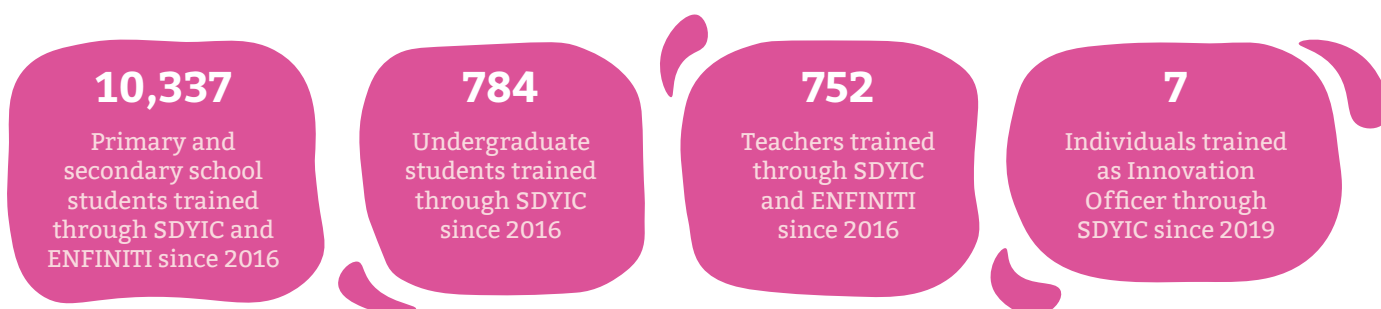 10,337
Primary and
secondary school
students trained
through SDYIC and
ENFINITI since 2016
784
Undergraduate
students trained
through SDYIC
since 2016
752
Teachers trained
through SDYIC
and ENFINITI
since 2016
7
Individuals trained
as Innovation
Officer through
SDYIC since 2019